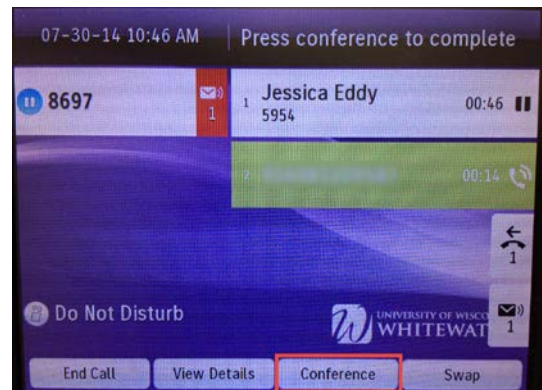 07-30-14 10:46 AM
Press conference to complete
8697
1
1 Jessica Eddy 00:46
5954
2 00:14
1
Do Not Disturb
UNIVERSITY OF WISCO
WHITEWAT
1
End Call View Details Conference Swap